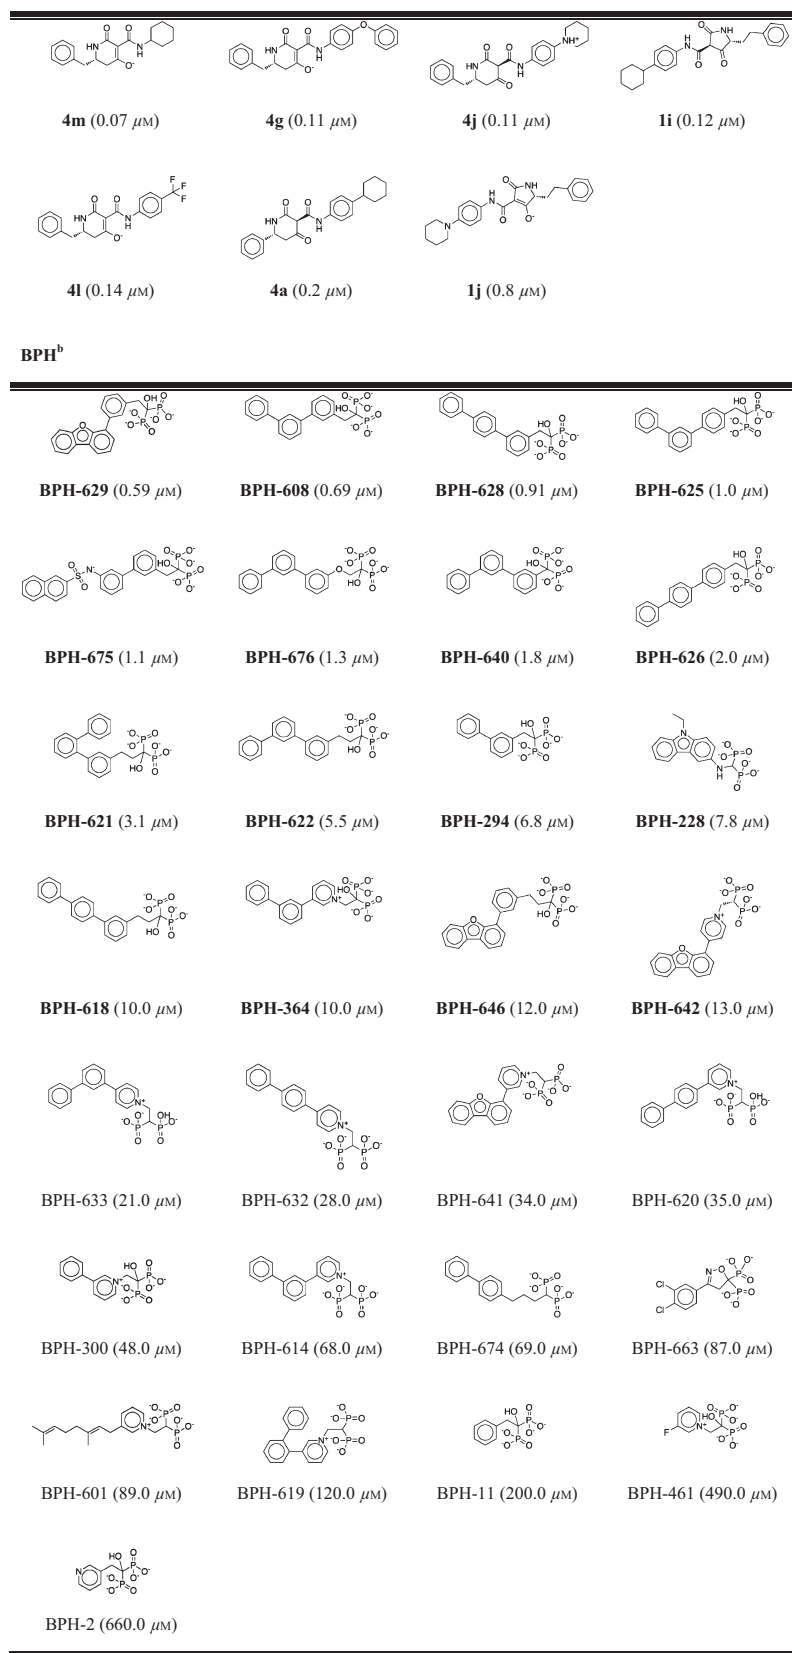 4m (0.07 μM) 4g (0.11 μM) 4j (0.11 μM) 1i (0.12 μM)
4l (0.14 μM) 4a (0.2 μM) 1j (0.8 μM)
BPHb
BPH-629 (0.59 μM) BPH-608 (0.69 μM) BPH-628 (0.91 μM) BPH-625 (1.0 μM)
BPH-675 (1.1 μM) BPH-676 (1.3 μM) BPH-640 (1.8 μM) BPH-626 (2.0 μM)
BPH-621 (3.1 μM) BPH-622 (5.5 μM) BPH-294 (6.8 μM) BPH-228 (7.8 μM)
BPH-618 (10.0 μM) BPH-364 (10.0 μM) BPH-646 (12.0 μM) BPH-642 (13.0 μM)
BPH-633 (21.0 μM) BPH-632 (28.0 μM) BPH-641 (34.0 μM) BPH-620 (35.0 μM)
BPH-300 (48.0 μM) BPH-614 (68.0 μM) BPH-674 (69.0 μM) BPH-663 (87.0 μM)
BPH-601 (89.0 μM) BPH-619 (120.0 μM) BPH-11 (200.0 μM) BPH-461 (490.0 μM)
BPH-2 (660.0 μM)